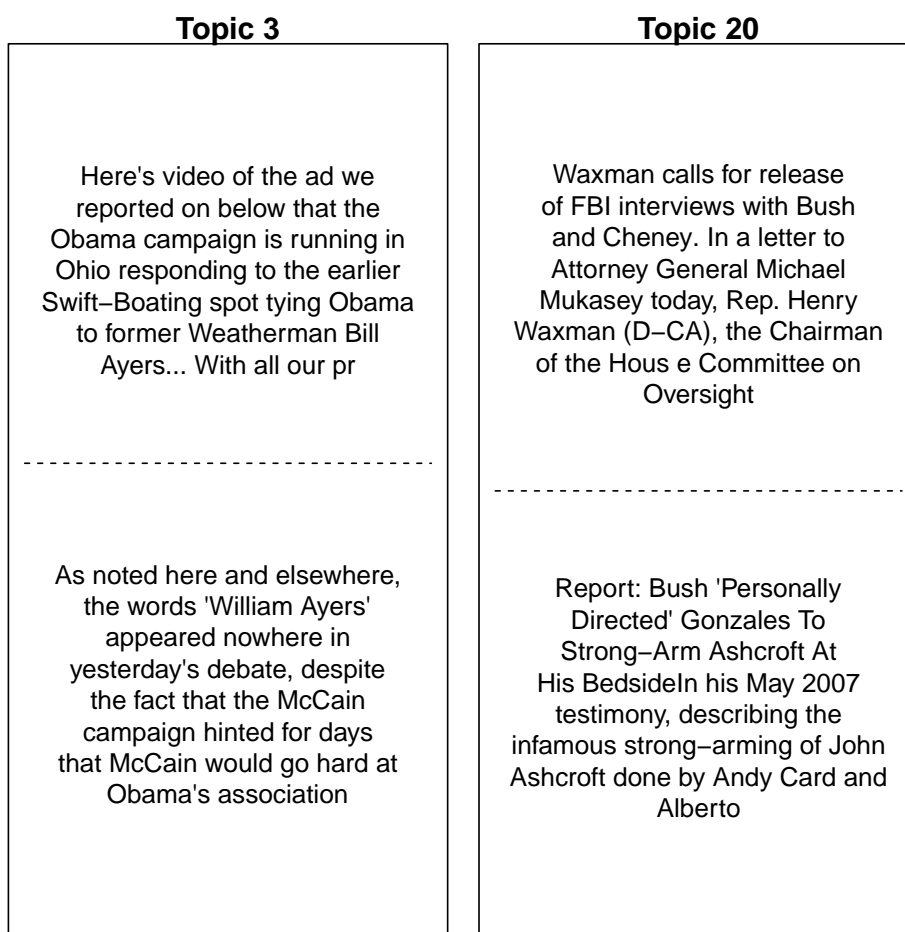 Topic 3
Here's video of the ad we
reported on below that the
Obama campaign is running in
Ohio responding to the earlier
Swift−Boating spot tying Obama
to former Weatherman Bill
Ayers... With all our pr
As noted here and elsewhere,
the words 'William Ayers'
appeared nowhere in
yesterday's debate, despite
the fact that the McCain
campaign hinted for days
that McCain would go hard at
Obama's association
Topic 20
Waxman calls for release
of FBI interviews with Bush
and Cheney. In a letter to
Attorney General Michael
Mukasey today, Rep. Henry
Waxman (D−CA), the Chairman
of the Hous e Committee on
Oversight
Report: Bush 'Personally
Directed' Gonzales To
Strong−Arm Ashcroft At
His BedsideIn his May 2007
testimony, describing the
infamous strong−arming of John
Ashcroft done by Andy Card and
Alberto